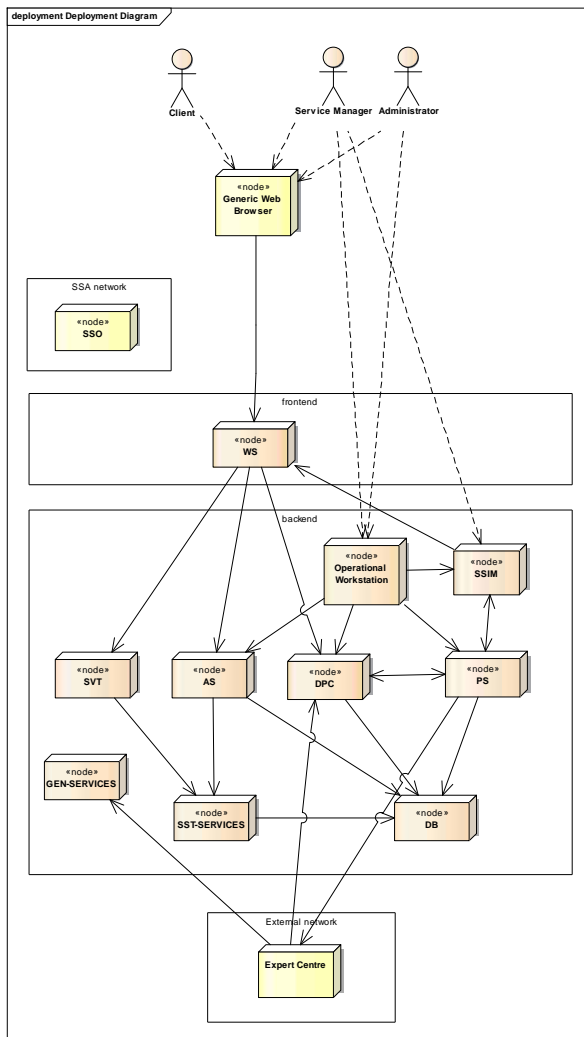 deployment Deployment Diagram
Client
Service Manager
Administrator
«node»
Generic Web
Browser
SSA network
«node»
SSO
frontend
«node»
WS
backend
«node»
Operational
Workstation
«node»
SSIM
«node»
SVT
«node»
AS
«node»
DPC
«node»
PS
«node»
GEN-SERVICES
«node»
SST-SERVICES
«node»
DB
External network
Expert Centre